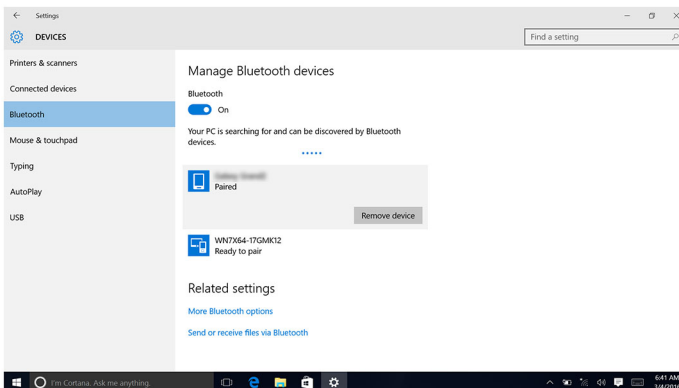 Settings
DEVICES
Find a setting
Printers & scanners
Connected devices
Bluetooth
Mouse & touchpad
Typing
AutoPlay
USB
Manage Bluetooth devices
Bluetooth
On
Your PC is searching for and can be discovered by Bluetooth
devices.
Paired
Remove device
WN7X64-17GMK12
Ready to pair
Related settings
More Bluetooth options
Send or receive files via Bluetooth
I'm Cortana. Ask me anything.
6:41 AM
3/4/2016